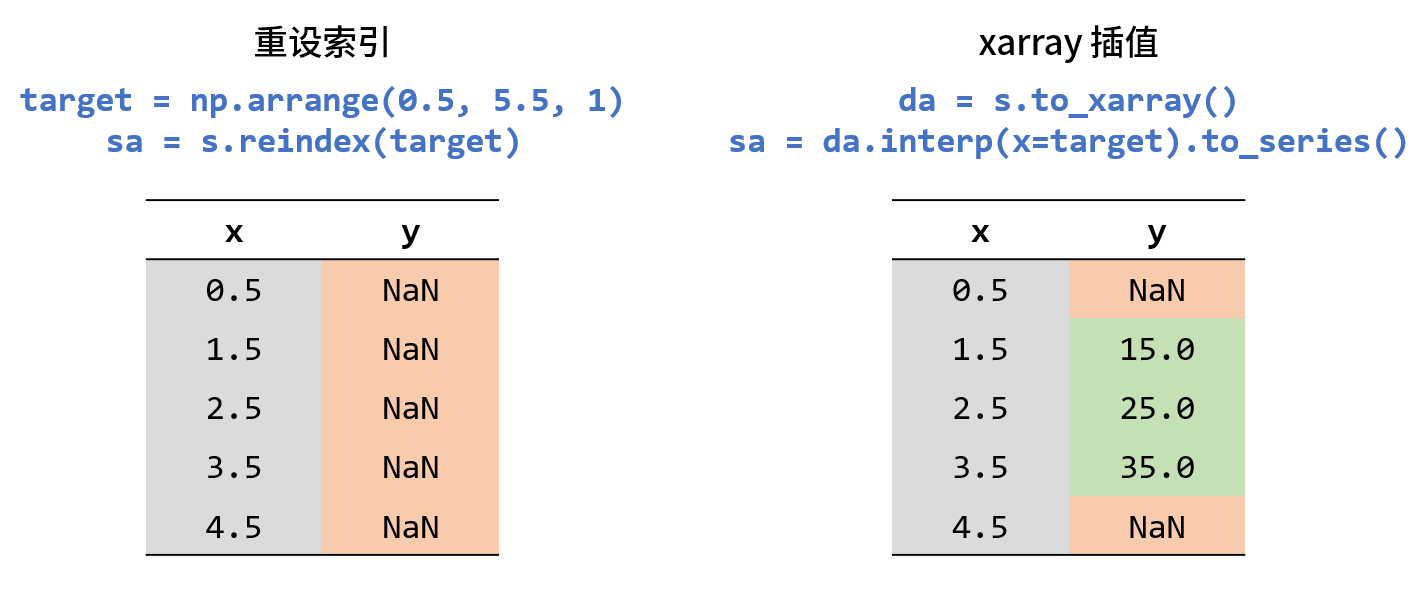 重设索引
target = np.arrange(0.5, 5.5, 1)
sa = s.reindex(target)
x y
0.5 NaN
1.5 NaN
2.5 NaN
3.5 NaN
4.5 NaN
xarray 插值
da = s.to_xarray()
sa = da.interp(x=target).to_series()
x y
0.5 NaN
1.5 15.0
2.5 25.0
3.5 35.0
4.5 NaN